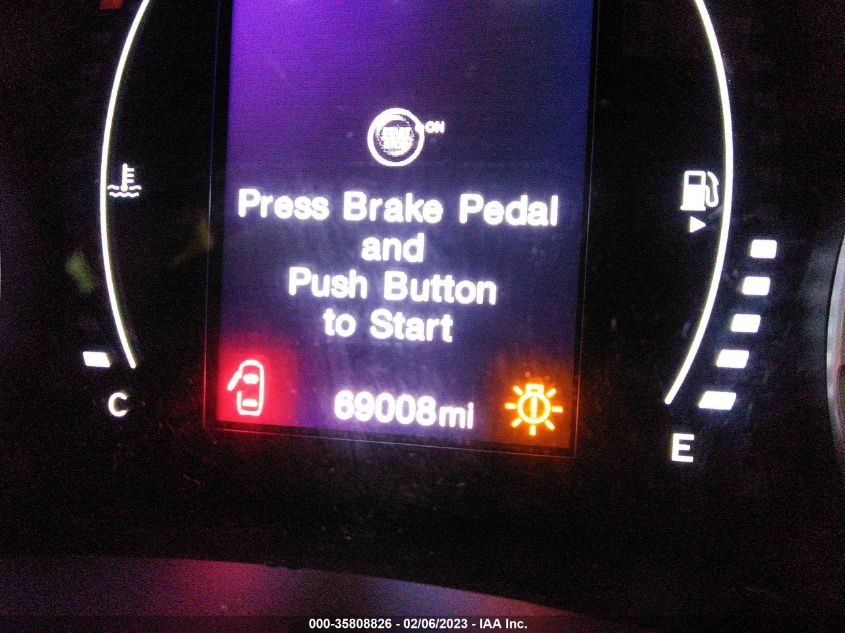 ON
Press Brake Pedal
and
Push Button
to Start
69008mi
C
E
000-35808826 - 02/06/2023 - IAA Inc.